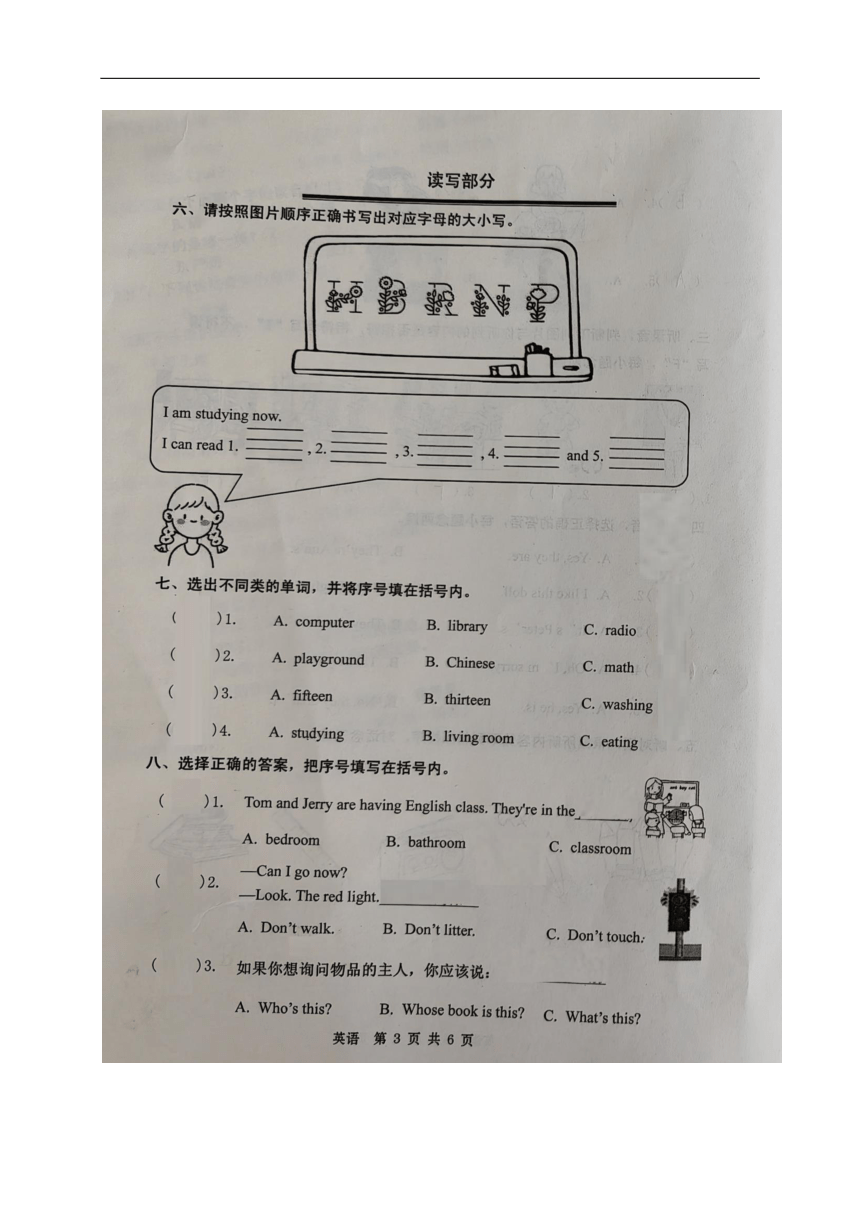 读写部分
六、请按照图片顺序正确书写出对应字母的大小写。
I am studying now.
I can read 1. , 2. , 3. , 4. and 5.
七、选出不同类的单词，并将序号填在括号内。
( )1. A. computer B. library C. radio
( )2. A. playground B. Chinese C. math
( )3. A. fifteen B. thirteen C. washing
( )4. A. studying B. living room C. eating
八、选择正确的答案，把序号填写在括号内。
( )1. Tom and Jerry are having English class. They're in the ______.
A. bedroom B. bathroom C. classroom
( )2. —Can I go now?
—Look. The red light.__________
A. Don't walk. B. Don't litter. C. Don't touch.
( )3. 如果你想询问物品的主人，你应该说： ______
A. Who's this? B. Whose book is this? C. What's this?
英语 第 3 页 共 6 页